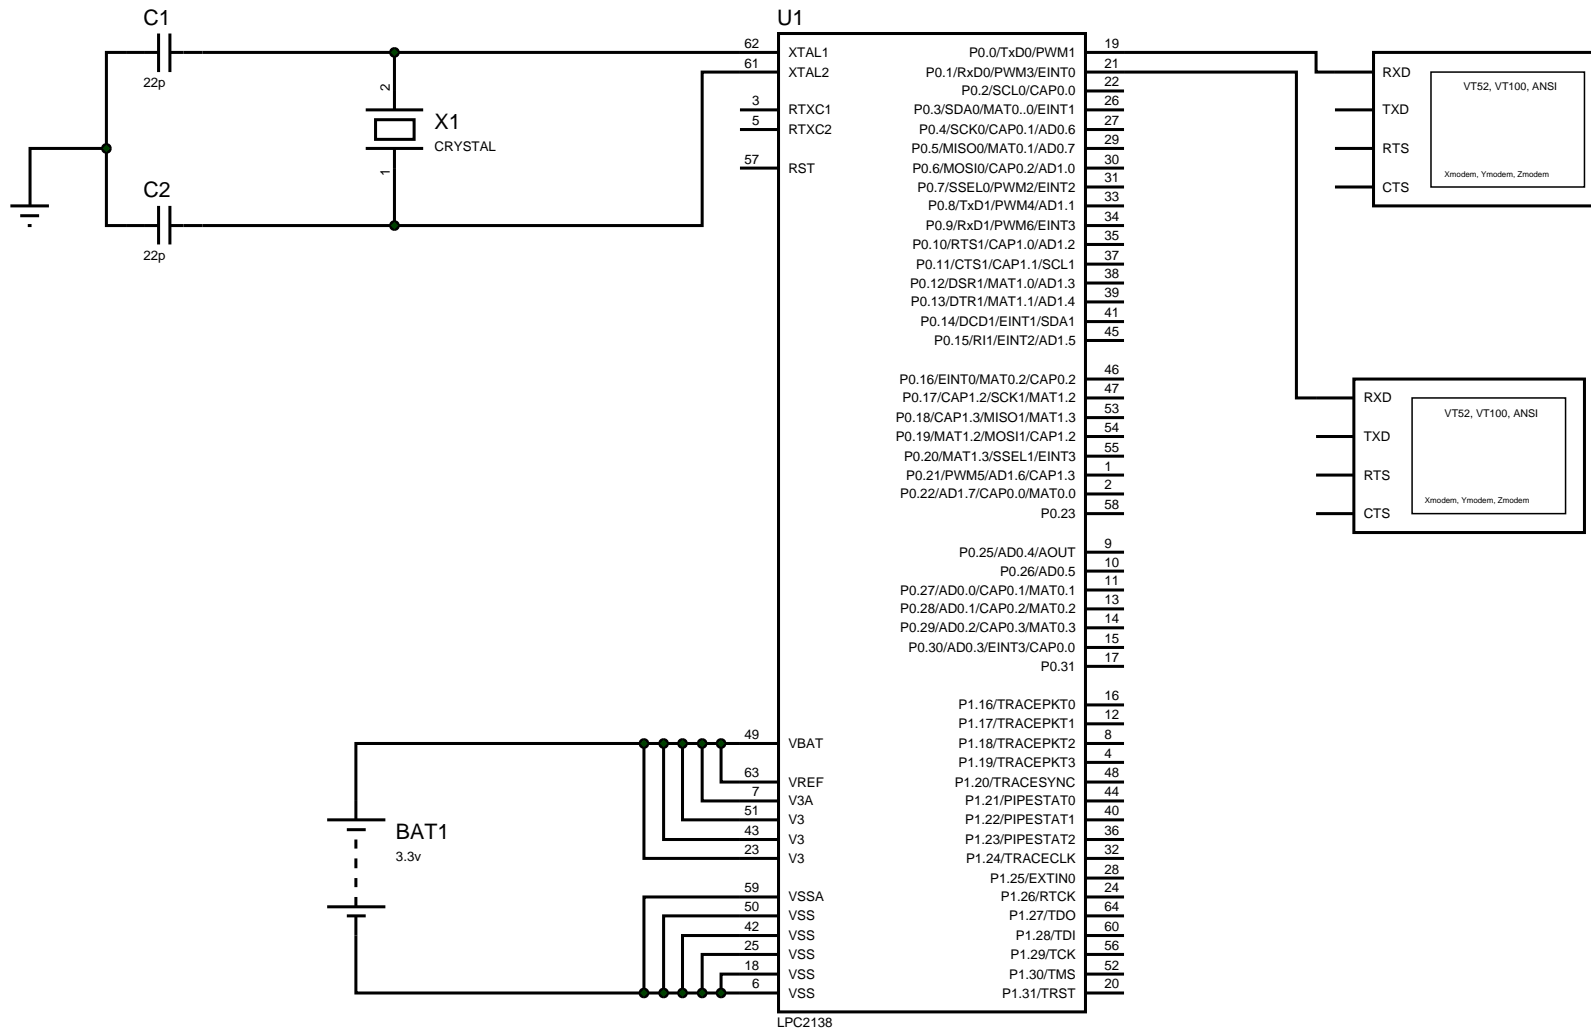 C1
22p
C2
22p
2
1
X1
CRYSTAL
U1
62 XTAL1
61 XTAL2
3 RTXC1
5 RTXC2
57 RST
49 VBAT
63 VREF
7 V3A
51 V3
43 V3
23 V3
59 VSSA
50 VSS
42 VSS
25 VSS
18 VSS
6 VSS
P0.0/TxD0/PWM1 19
P0.1/RxD0/PWM3/EINT0 21
P0.2/SCL0/CAP0.0 22
P0.3/SDA0/MAT0..0/EINT1 26
P0.4/SCK0/CAP0.1/AD0.6 27
P0.5/MISO0/MAT0.1/AD0.7 29
P0.6/MOSI0/CAP0.2/AD1.0 30
P0.7/SSEL0/PWM2/EINT2 31
P0.8/TxD1/PWM4/AD1.1 33
P0.9/RxD1/PWM6/EINT3 34
P0.10/RTS1/CAP1.0/AD1.2 35
P0.11/CTS1/CAP1.1/SCL1 37
P0.12/DSR1/MAT1.0/AD1.3 38
P0.13/DTR1/MAT1.1/AD1.4 39
P0.14/DCD1/EINT1/SDA1 41
P0.15/RI1/EINT2/AD1.5 45
P0.16/EINT0/MAT0.2/CAP0.2 46
P0.17/CAP1.2/SCK1/MAT1.2 47
P0.18/CAP1.3/MISO1/MAT1.3 53
P0.19/MAT1.2/MOSI1/CAP1.2 54
P0.20/MAT1.3/SSEL1/EINT3 55
P0.21/PWM5/AD1.6/CAP1.3 1
P0.22/AD1.7/CAP0.0/MAT0.0 2
P0.23 58
P0.25/AD0.4/AOUT 9
P0.26/AD0.5 10
P0.27/AD0.0/CAP0.1/MAT0.1 11
P0.28/AD0.1/CAP0.2/MAT0.2 13
P0.29/AD0.2/CAP0.3/MAT0.3 14
P0.30/AD0.3/EINT3/CAP0.0 15
P0.31 17
P1.16/TRACEPKT0 16
P1.17/TRACEPKT1 12
P1.18/TRACEPKT2 8
P1.19/TRACEPKT3 4
P1.20/TRACESYNC 48
P1.21/PIPESTAT0 44
P1.22/PIPESTAT1 40
P1.23/PIPESTAT2 36
P1.24/TRACECLK 32
P1.25/EXTIN0 28
P1.26/RTCK 24
P1.27/TDO 64
P1.28/TDI 60
P1.29/TCK 56
P1.30/TMS 52
P1.31/TRST 20
LPC2138
BAT1
3.3v
RXD
TXD
RTS
CTS
VT52, VT100, ANSI
Xmodem, Ymodem, Zmodem
RXD
TXD
RTS
CTS
VT52, VT100, ANSI
Xmodem, Ymodem, Zmodem